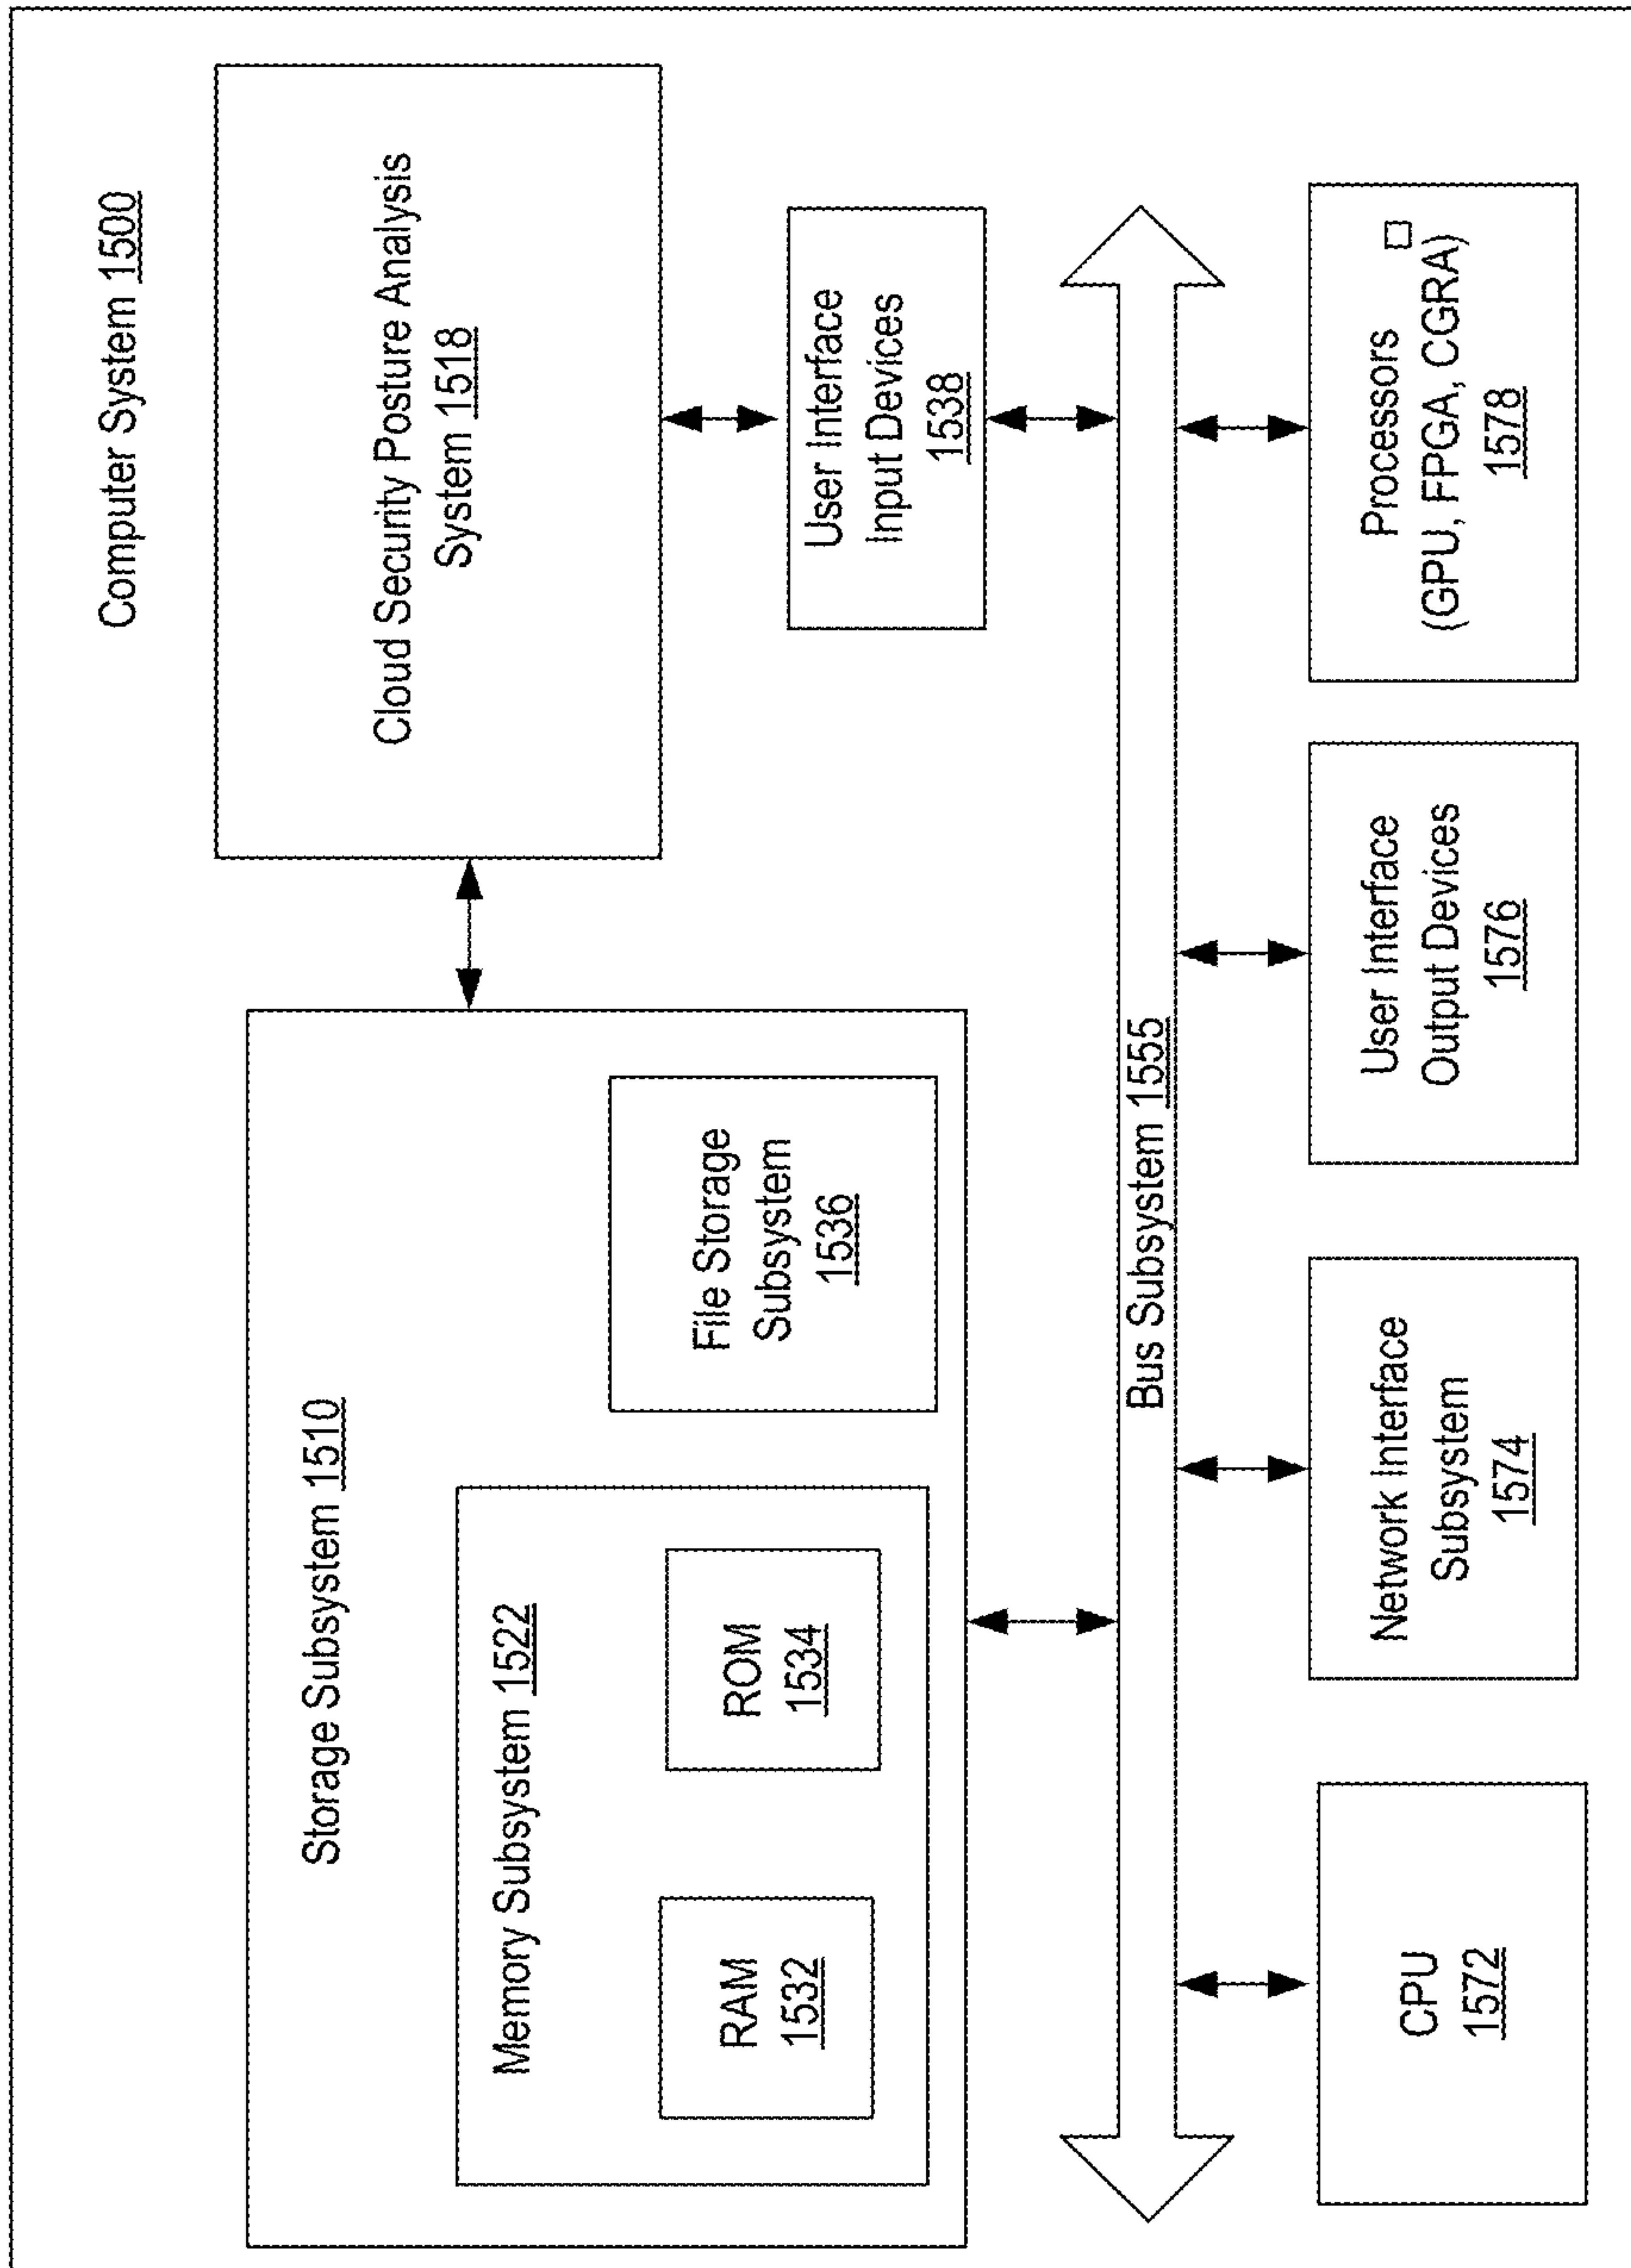 Computer System 1500
Storage Subsystem 1510
Memory Subsystem 1522
RAM
1532
ROM
1534
File Storage
Subsystem
1536
Cloud Security Posture Analysis
System 1518
User Interface
Input Devices
1538
Bus Subsystem 1555
CPU
1572
Network Interface
Subsystem
1574
User Interface
Output Devices
1576
Processors □
(GPU, FPGA, CGRA)
1578